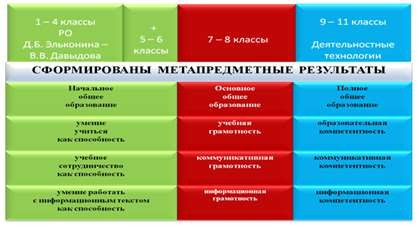 1 – 4 классы
РО
Д.Б. Эльконина –
В.В. Давыдова
+
5 – 6
классы
7 – 8 классы
9 – 11 классы
Деятельностные
технологии
СФОРМИРОВАНЫ МЕТАПРЕДМЕТНЫЕ РЕЗУЛЬТАТЫ
Начальное
общее
образование
Основное
общее
образование
Полное
общее
образование
умение
учиться
как способность
учебная
грамотность
образовательная
компетентность
учебное
сотрудничество
как способность
коммуникативная
грамотность
коммуникативная
компетентность
умение работать
с информационным текстом
как способность
информационная
грамотность
информационная
компетентность